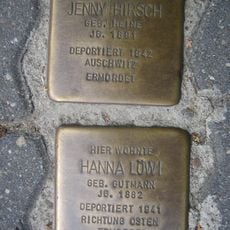 JENNY HIRSCH
GEB. HEINE
DEPORTIERT 1942
AUSCHWITZ
ERMORDET
HIER WOHNTE
HANNA LÖWI
GEB. GUTMANN
JG. 1882
DEPORTIERT 1941
RICHTUNG OSTEN